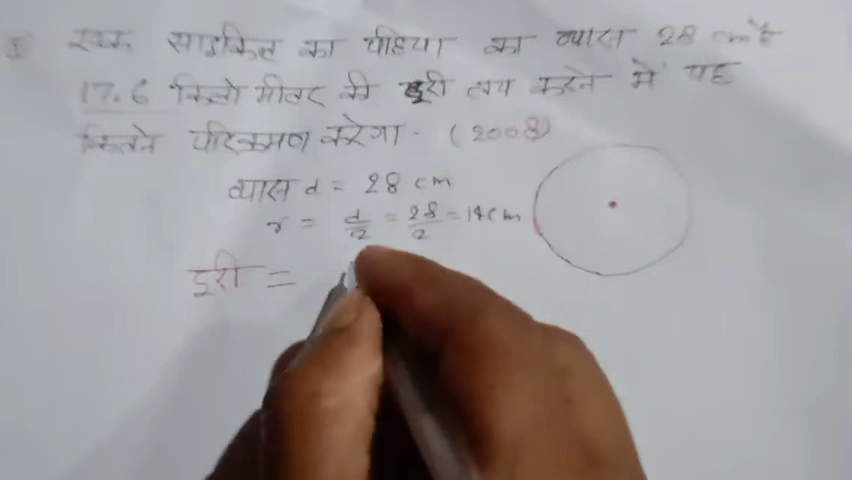 एक साइकिल का पहिया का व्यास 28 cm है
17.6 किलो मीटर की दूरी तय करने में यह
कितने परिक्रमण करेगा - (2008)
व्यास d = 28 cm
r = d/2 = 28/2 = 14 cm
दूरी =